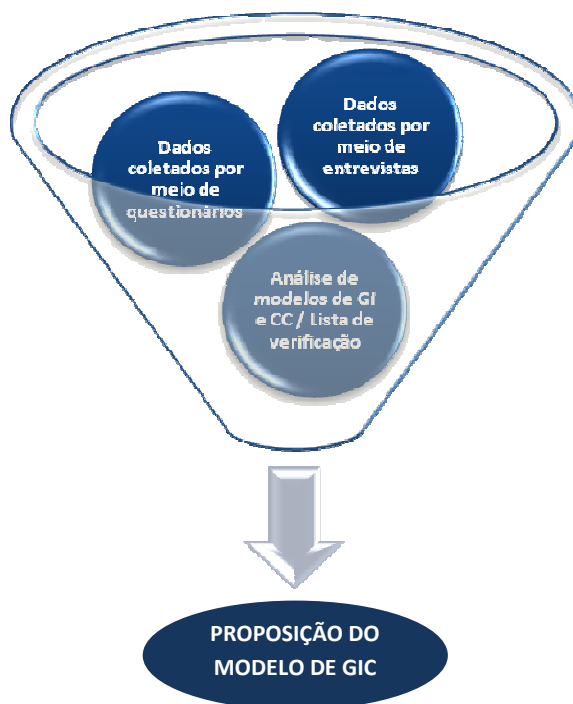 Dados
coletados por
meio de
questionários
Dados
coletados por
meio de
entrevistas
Análise de
modelos de GI
e CC / Lista de
verificação
PROPOSIÇÃO DO
MODELO DE GIC